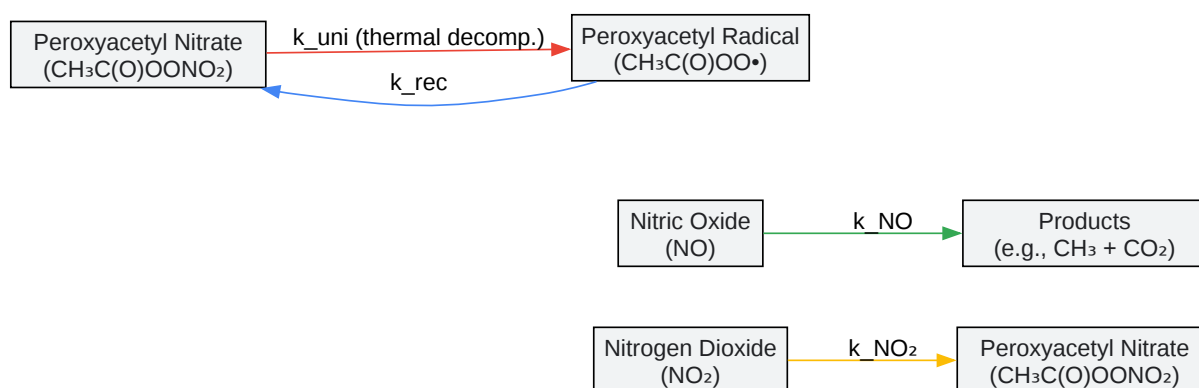 Peroxyacetyl Nitrate
(CH₃C(O)OONO₂)
k_uni (thermal decomp.)
Peroxyacetyl Radical
(CH₃C(O)OO•)
k_rec
Nitric Oxide
(NO)
k_NO
Products
(e.g., CH₃ + CO₂)
Nitrogen Dioxide
(NO₂)
k_NO₂
Peroxyacetyl Nitrate
(CH₃C(O)OONO₂)